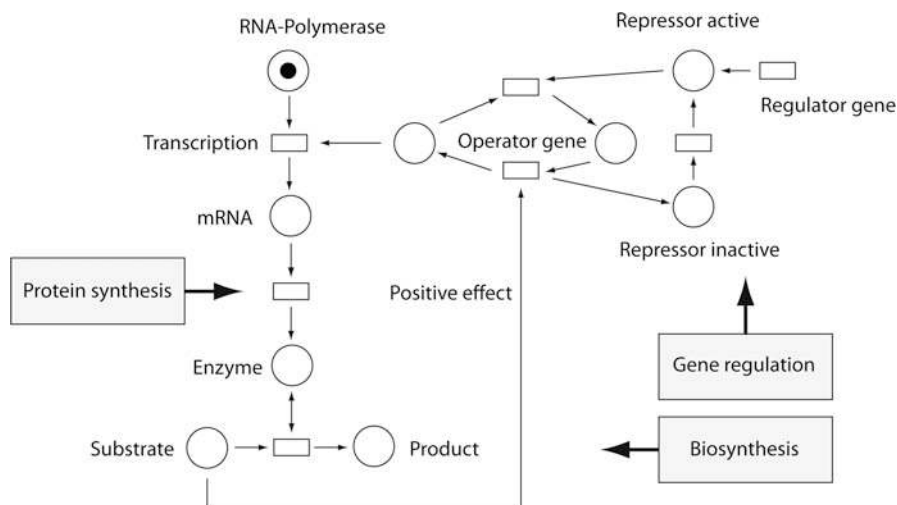 RNA-Polymerase
Repressor active
Regulator gene
Transcription
Operator gene
mRNA
Repressor inactive
Protein synthesis
Positive effect
Enzyme
Gene regulation
Substrate
Product
Biosynthesis